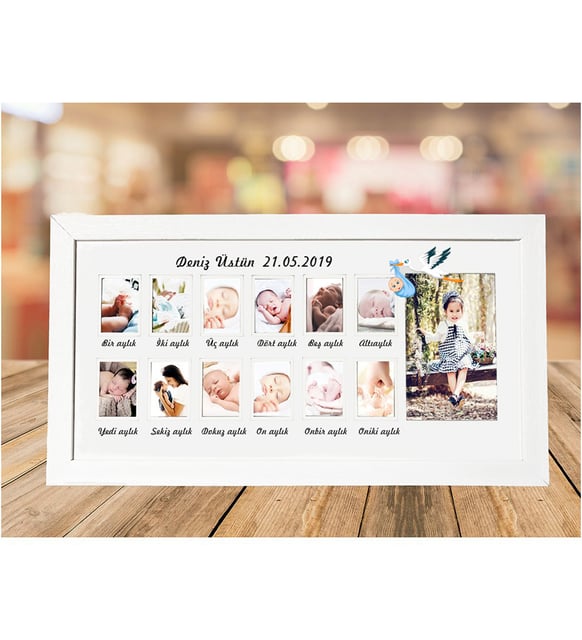 Deniz Üstün 21.05.2019
Bir aylık İki aylık Üç aylık Dört aylık Beş aylık Altıaylık
Yedi aylık Sekiz aylık Dokuz aylık On aylık Onbir aylık Oniki aylık